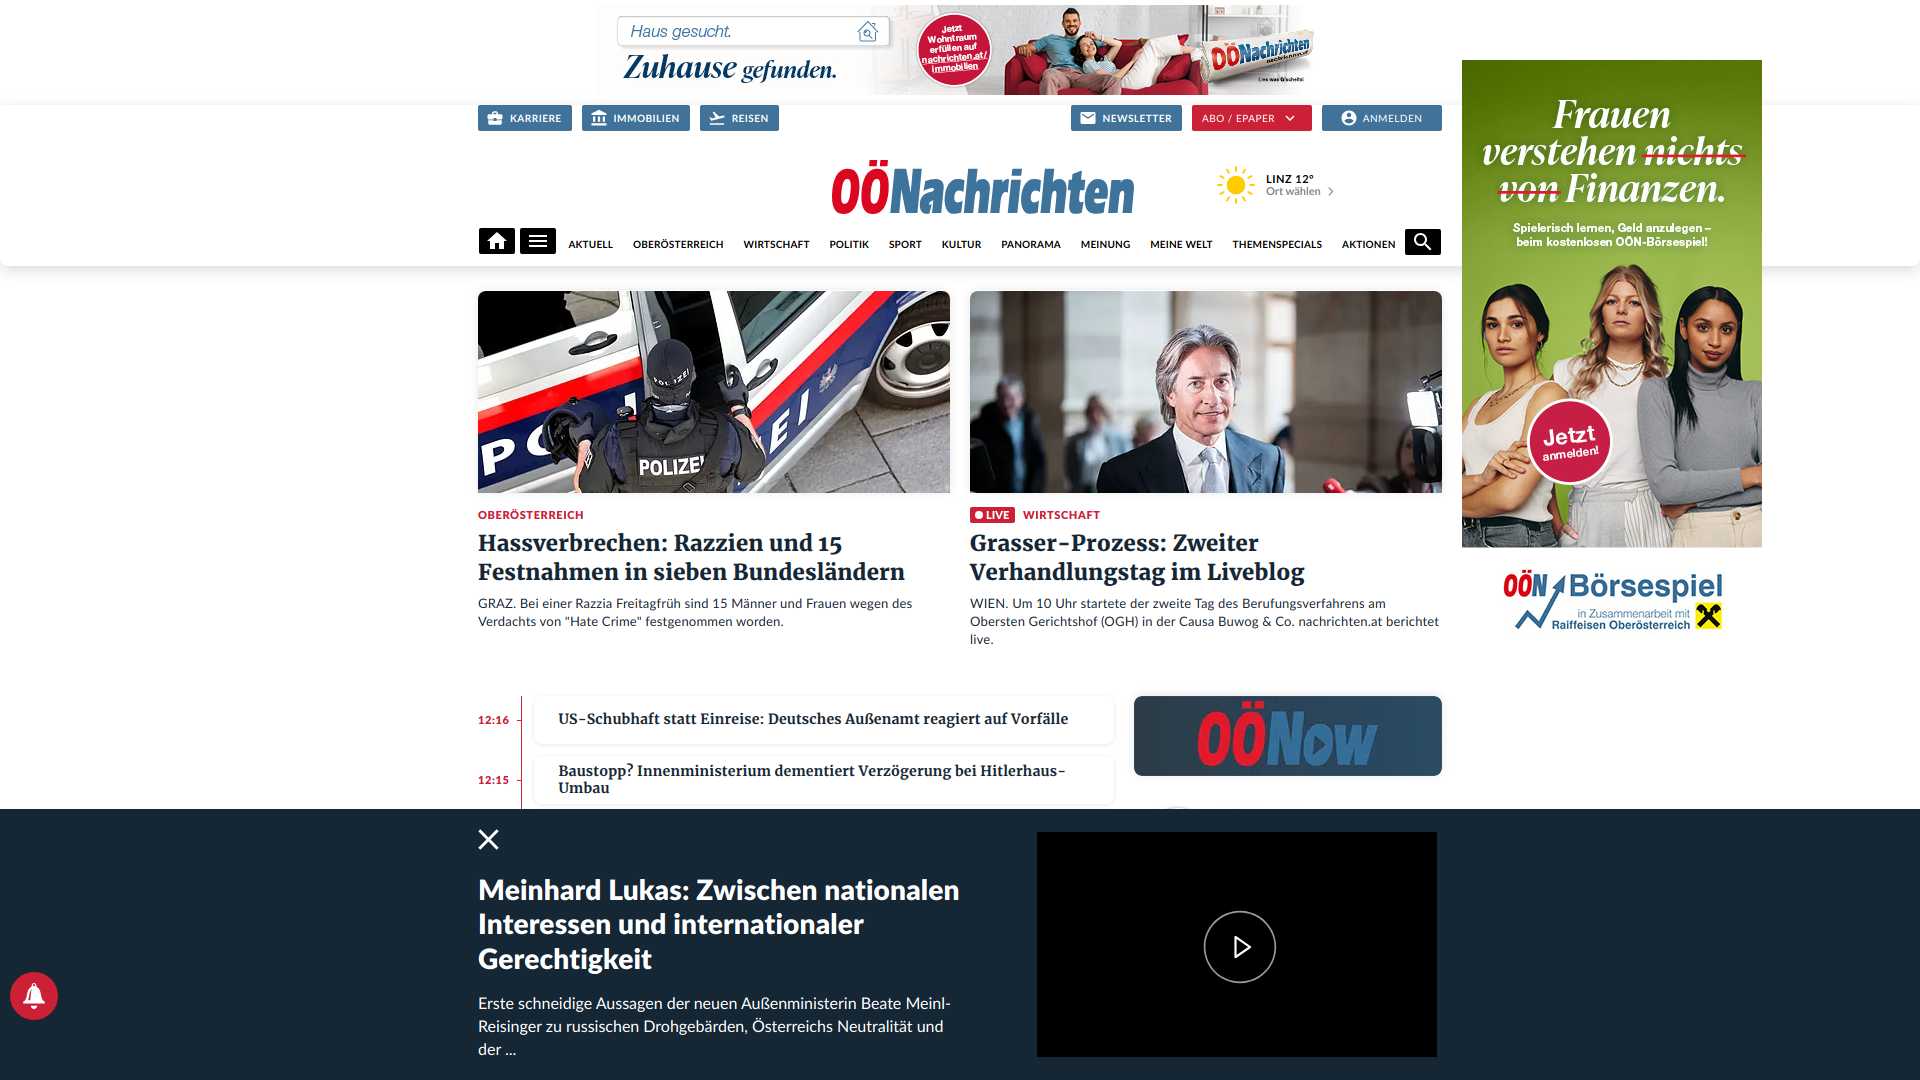 Haus gesucht.
Zuhause gefunden.
Jetzt
Wohntraum
erfüllen auf
nachrichten.at/
immobilien
OÖNachrichten
Lies was G'scheits!
KARRIERE
IMMOBILIEN
REISEN
NEWSLETTER
ABO / EPAPER
ANMELDEN
OÖNachrichten
LINZ 12°
Ort wählen
AKTUELL
OBERÖSTERREICH
WIRTSCHAFT
POLITIK
SPORT
KULTUR
PANORAMA
MEINUNG
MEINE WELT
THEMENSPECIALS
AKTIONEN
Frauen
verstehen nichts
von Finanzen.
Spielerisch lernen, Geld anzulegen –
beim kostenlosen OÖN-Börsespiel!
Jetzt
anmelden!
OÖN Börsespiel
in Zusammenarbeit mit
Raiffeisen Oberösterreich
POLIZEI
POLIZEI
OBERÖSTERREICH
Hassverbrechen: Razzien und 15
Festnahmen in sieben Bundesländern
GRAZ. Bei einer Razzia Freitagfrüh sind 15 Männer und Frauen wegen des
Verdachts von "Hate Crime" festgenommen worden.
LIVE WIRTSCHAFT
Grasser-Prozess: Zweiter
Verhandlungstag im Liveblog
WIEN. Um 10 Uhr startete der zweite Tag des Berufungsverfahrens am
Obersten Gerichtshof (OGH) in der Causa Buwog & Co. nachrichten.at berichtet
live.
12:16
US-Schubhaft statt Einreise: Deutsches Außenamt reagiert auf Vorfälle
12:15
Baustopp? Innenministerium dementiert Verzögerung bei Hitlerhaus-
Umbau
OÖNow
Meinhard Lukas: Zwischen nationalen
Interessen und internationaler
Gerechtigkeit
Erste schneidige Aussagen der neuen Außenministerin Beate Meinl-
Reisinger zu russischen Drohgebärden, Österreichs Neutralität und
der ...